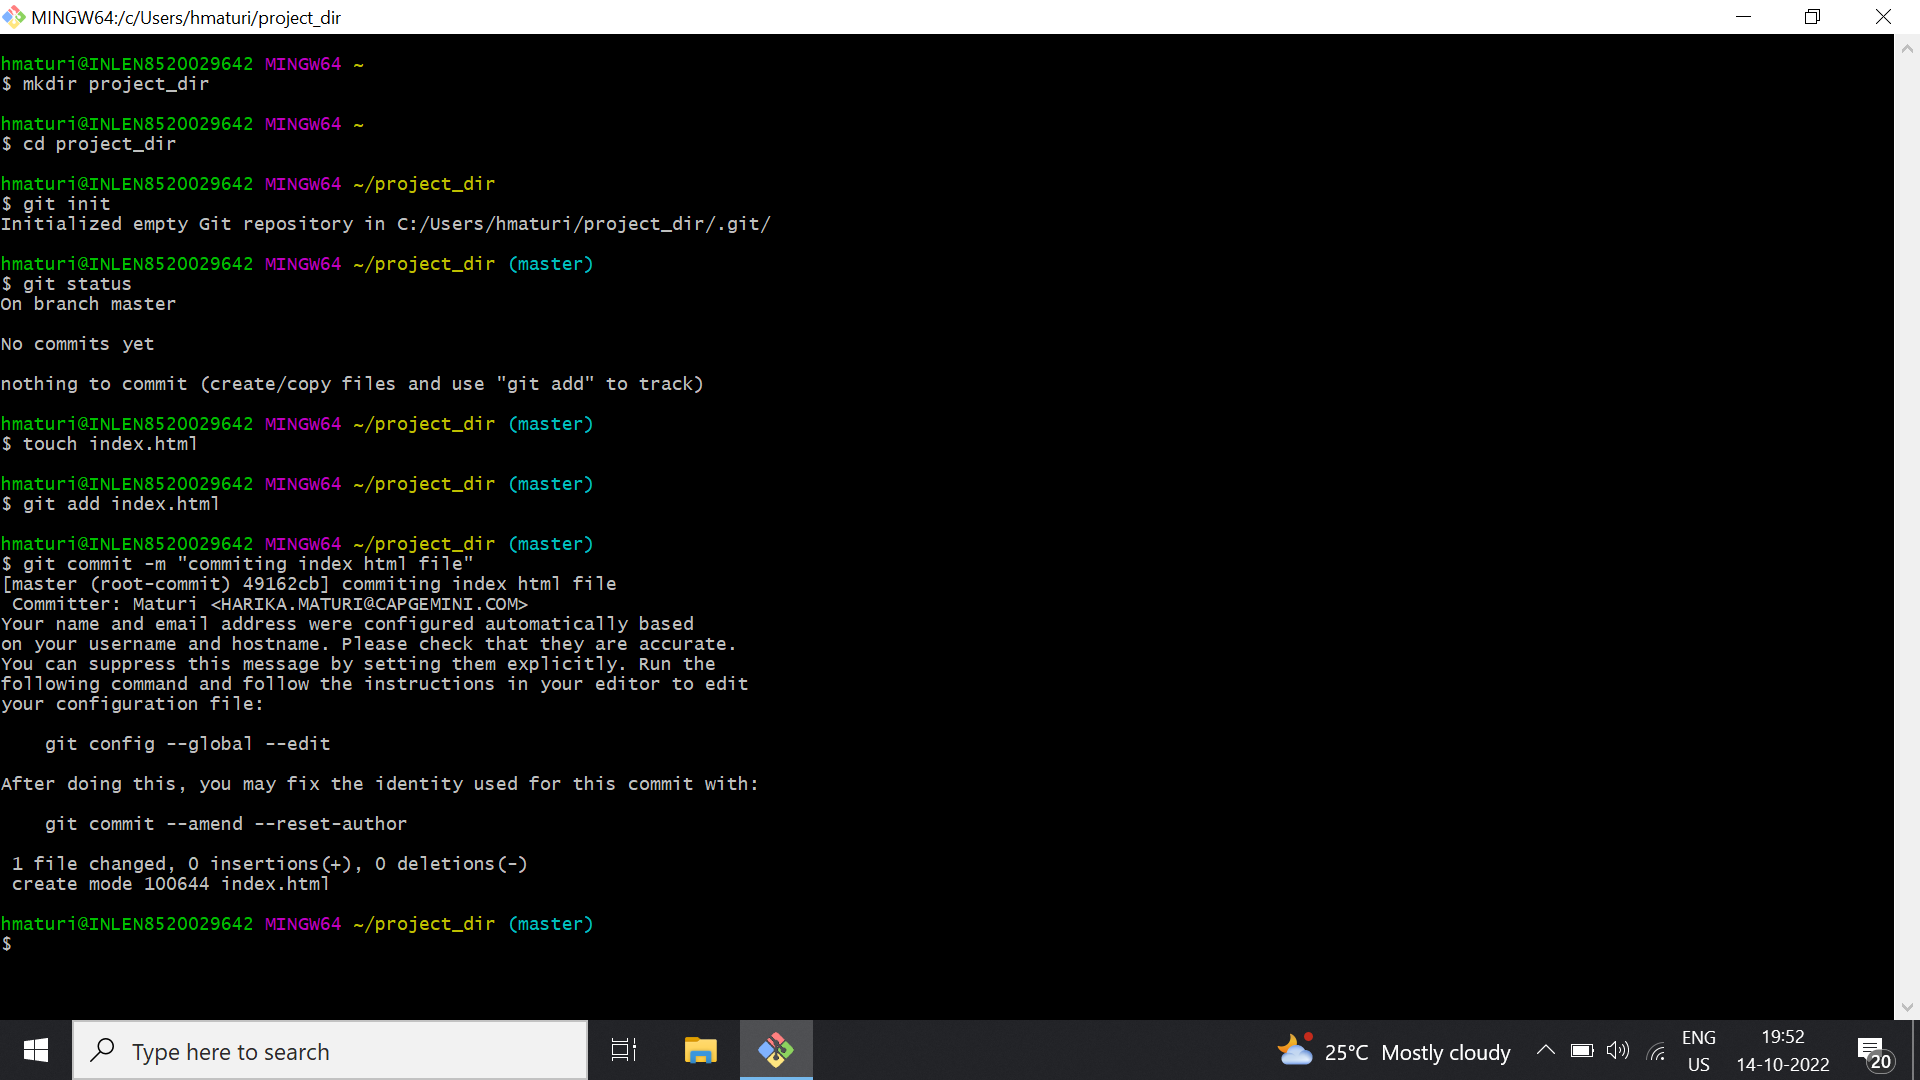 MINGW64:/c/Users/hmaturi/project_dir
hmaturi@INLEN8520029642 MINGW64 ~
$ mkdir project_dir
hmaturi@INLEN8520029642 MINGW64 ~
$ cd project_dir
hmaturi@INLEN8520029642 MINGW64 ~/project_dir
$ git init
Initialized empty Git repository in C:/Users/hmaturi/project_dir/.git/
hmaturi@INLEN8520029642 MINGW64 ~/project_dir (master)
$ git status
On branch master
No commits yet
nothing to commit (create/copy files and use "git add" to track)
hmaturi@INLEN8520029642 MINGW64 ~/project_dir (master)
$ touch index.html
hmaturi@INLEN8520029642 MINGW64 ~/project_dir (master)
$ git add index.html
hmaturi@INLEN8520029642 MINGW64 ~/project_dir (master)
$ git commit -m "commiting index html file"
[master (root-commit) 49162cb] commiting index html file
 Committer: Maturi <HARIKA.MATURI@CAPGEMINI.COM>
Your name and email address were configured automatically based
on your username and hostname. Please check that they are accurate.
You can suppress this message by setting them explicitly. Run the
following command and follow the instructions in your editor to edit
your configuration file:
    git config --global --edit
After doing this, you may fix the identity used for this commit with:
    git commit --amend --reset-author
 1 file changed, 0 insertions(+), 0 deletions(-)
 create mode 100644 index.html
hmaturi@INLEN8520029642 MINGW64 ~/project_dir (master)
$
Type here to search
25°C Mostly cloudy
ENG
US
19:52
14-10-2022
20